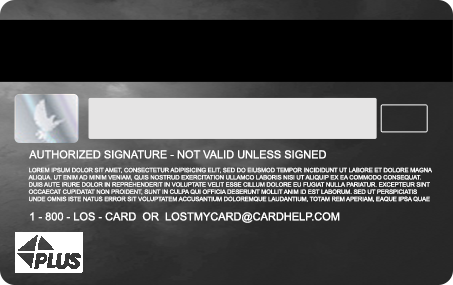 AUTHORIZED SIGNATURE - NOT VALID UNLESS SIGNED
LOREM IPSUM DOLOR SIT AMET, CONSECTETUR ADIPISICING ELIT, SED DO EIUSMOD TEMPOR INCIDIDUNT UT LABORE ET DOLORE MAGNA
ALIQUA. UT ENIM AD MINIM VENIAM, QUIS NOSTRUD EXERCITATION ULLAMCO LABORIS NISI UT ALIQUIP EX EA COMMODO CONSEQUAT.
DUIS AUTE IRURE DOLOR IN REPREHENDERIT IN VOLUPTATE VELIT ESSE CILLUM DOLORE EU FUGIAT NULLA PARIATUR. EXCEPTEUR SINT
OCCAECAT CUPIDATAT NON PROIDENT, SUNT IN CULPA QUI OFFICIA DESERUNT MOLLIT ANIM ID EST LABORUM. SED UT PERSPICIATIS
UNDE OMNIS ISTE NATUS ERROR SIT VOLUPTATEM ACCUSANTIUM DOLOREMQUE LAUDANTIUM, TOTAM REM APERIAM, EAQUE IPSA QUAE
1 - 800 - LOS - CARD OR LOSTMYCARD@CARDHELP.COM
PLUS